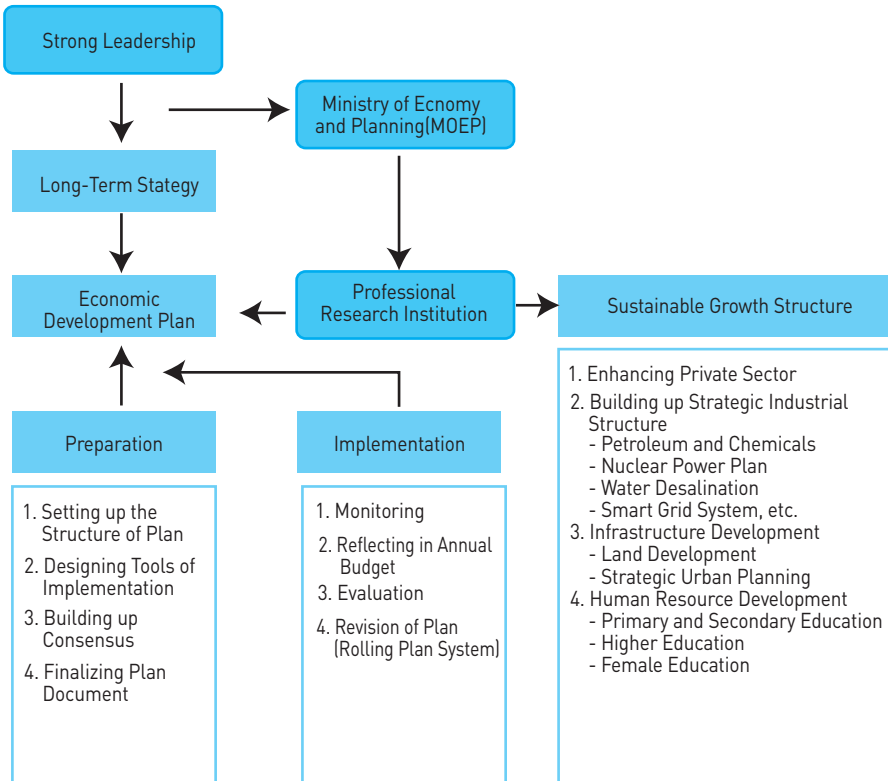 Strong Leadership
Ministry of Ecnomy
and Planning(MOEP)
Long-Term Stategy
Economic
Development Plan
Professional
Research Institution
Sustainable Growth Structure
Preparation
1. Setting up the
Structure of Plan
2. Designing Tools of
Implementation
3. Building up
Consensus
4. Finalizing Plan
Document
Implementation
1. Monitoring
2. Reflecting in Annual
Budget
3. Evaluation
4. Revision of Plan
(Rolling Plan System)
1. Enhancing Private Sector
2. Building up Strategic Industrial
Structure
- Petroleum and Chemicals
- Nuclear Power Plan
- Water Desalination
- Smart Grid System, etc.
3. Infrastructure Development
- Land Development
- Strategic Urban Planning
4. Human Resource Development
- Primary and Secondary Education
- Higher Education
- Female Education